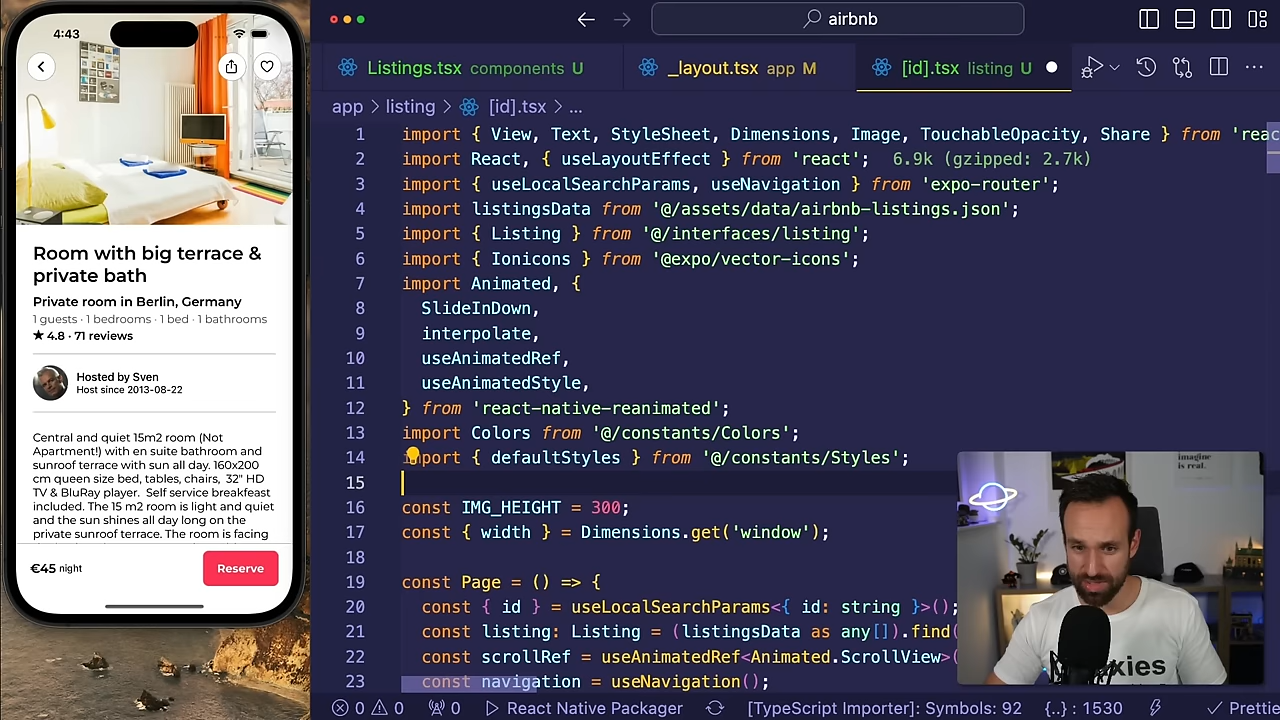 4:43
Room with big terrace &
private bath
Private room in Berlin, Germany
1 guests · 1 bedrooms · 1 bed · 1 bathrooms
★ 4.8 · 71 reviews
Hosted by Sven
Host since 2013-08-22
Central and quiet 15m2 room (Not
Apartment!) with en suite bathroom and
sunroof terrace with sun all day. 160x200
cm queen size bed, tables, chairs, 32" HD
TV & BluRay player. Self service breakfeast
included. The 15 m2 room is light and quiet
and the sun shines all day long on the
private sunroof terrace. The room is facing
€45 night
Reserve
airbnb
Listings.tsx components U
_layout.tsx app M
[id].tsx listing U
app > listing > [id].tsx > ...
1 import { View, Text, StyleSheet, Dimensions, Image, TouchableOpacity, Share } from 'reac
2 import React, { useLayoutEffect } from 'react'; 6.9k (gzipped: 2.7k)
3 import { useLocalSearchParams, useNavigation } from 'expo-router';
4 import listingsData from '@/assets/data/airbnb-listings.json';
5 import { Listing } from '@/interfaces/listing';
6 import { Ionicons } from '@expo/vector-icons';
7 import Animated, {
8 SlideInDown,
9 interpolate,
10 useAnimatedRef,
11 useAnimatedStyle,
12 } from 'react-native-reanimated';
13 import Colors from '@/constants/Colors';
14 import { defaultStyles } from '@/constants/Styles';
15
16 const IMG_HEIGHT = 300;
17 const { width } = Dimensions.get('window');
18
19 const Page = () => {
20 const { id } = useLocalSearchParams<{ id: string }>();
21 const listing: Listing = (listingsData as any[]).find(
22 const scrollRef = useAnimatedRef<Animated.ScrollView>(
23 const navigation = useNavigation();
imagine
is real.
xies
0 0 0 React Native Packager [TypeScript Importer]: Symbols: 92 {..} : 1530 Prettie